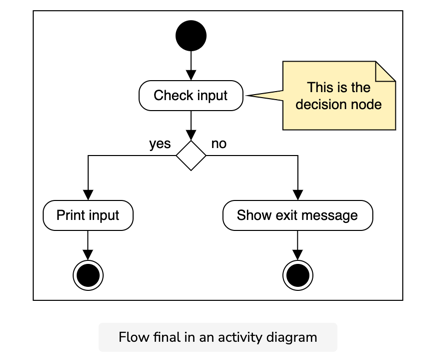 Check input
This is the
decision node
yes
no
Print input
Show exit message
Flow final in an activity diagram